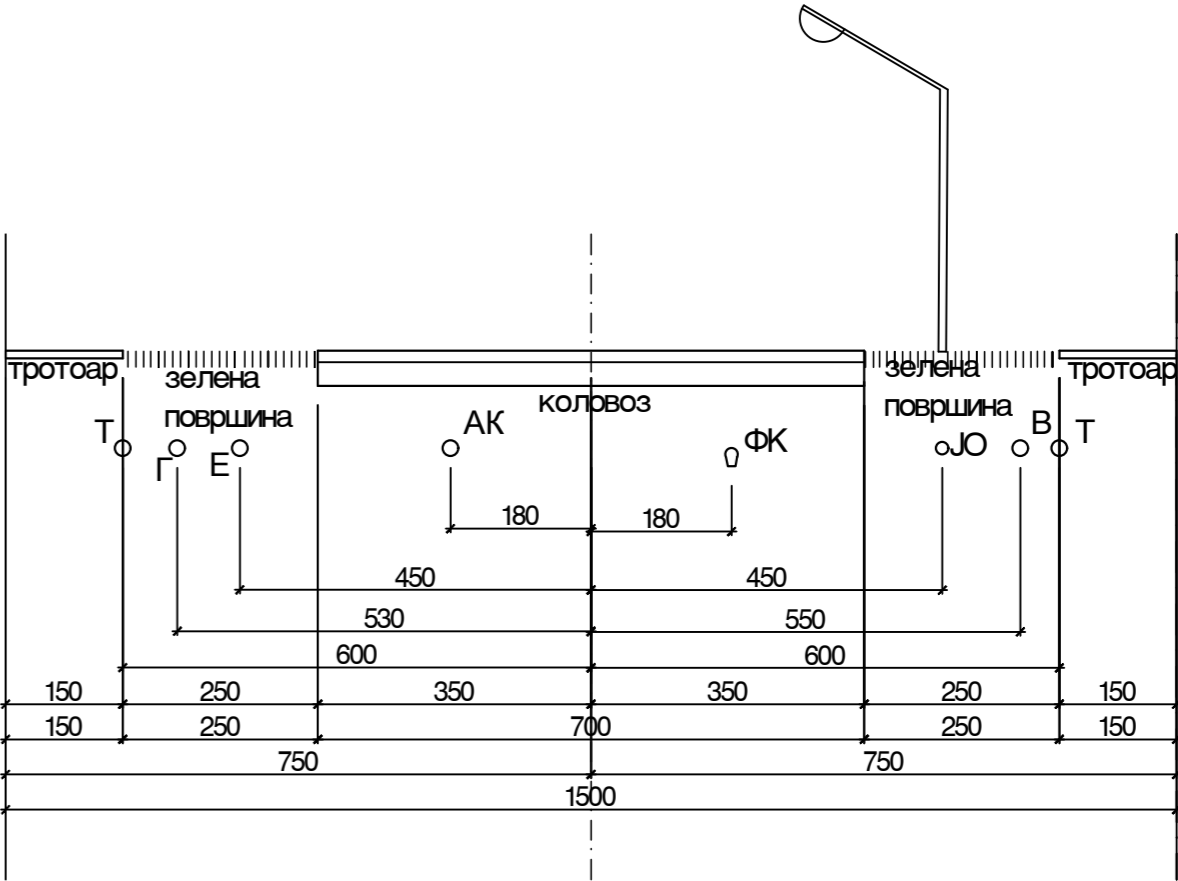 тротоар
зелена
површина
коловоз
зелена
површина
тротоар
Т
Г
Е
АК
ФК
ЈО
В
Т
180
180
450
450
530
550
600
600
150
250
350
350
250
150
150
250
700
250
150
750
750
1500